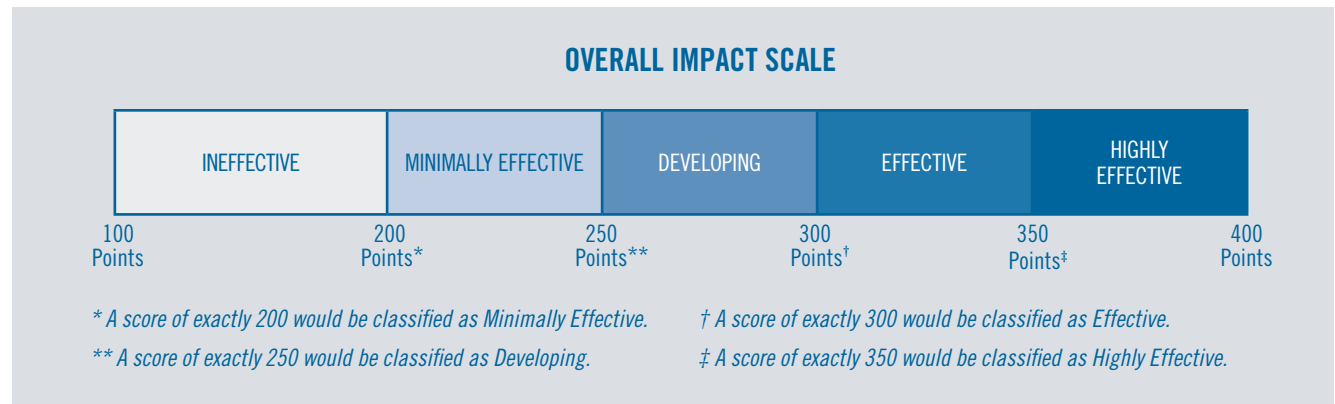 OVERALL IMPACT SCALE
INEFFECTIVE
MINIMALLY EFFECTIVE
DEVELOPING
EFFECTIVE
HIGHLY
EFFECTIVE
100
Points
200
Points*
250
Points**
300
Points†
350
Points‡
400
Points
* A score of exactly 200 would be classified as Minimally Effective.
** A score of exactly 250 would be classified as Developing.
† A score of exactly 300 would be classified as Effective.
‡ A score of exactly 350 would be classified as Highly Effective.